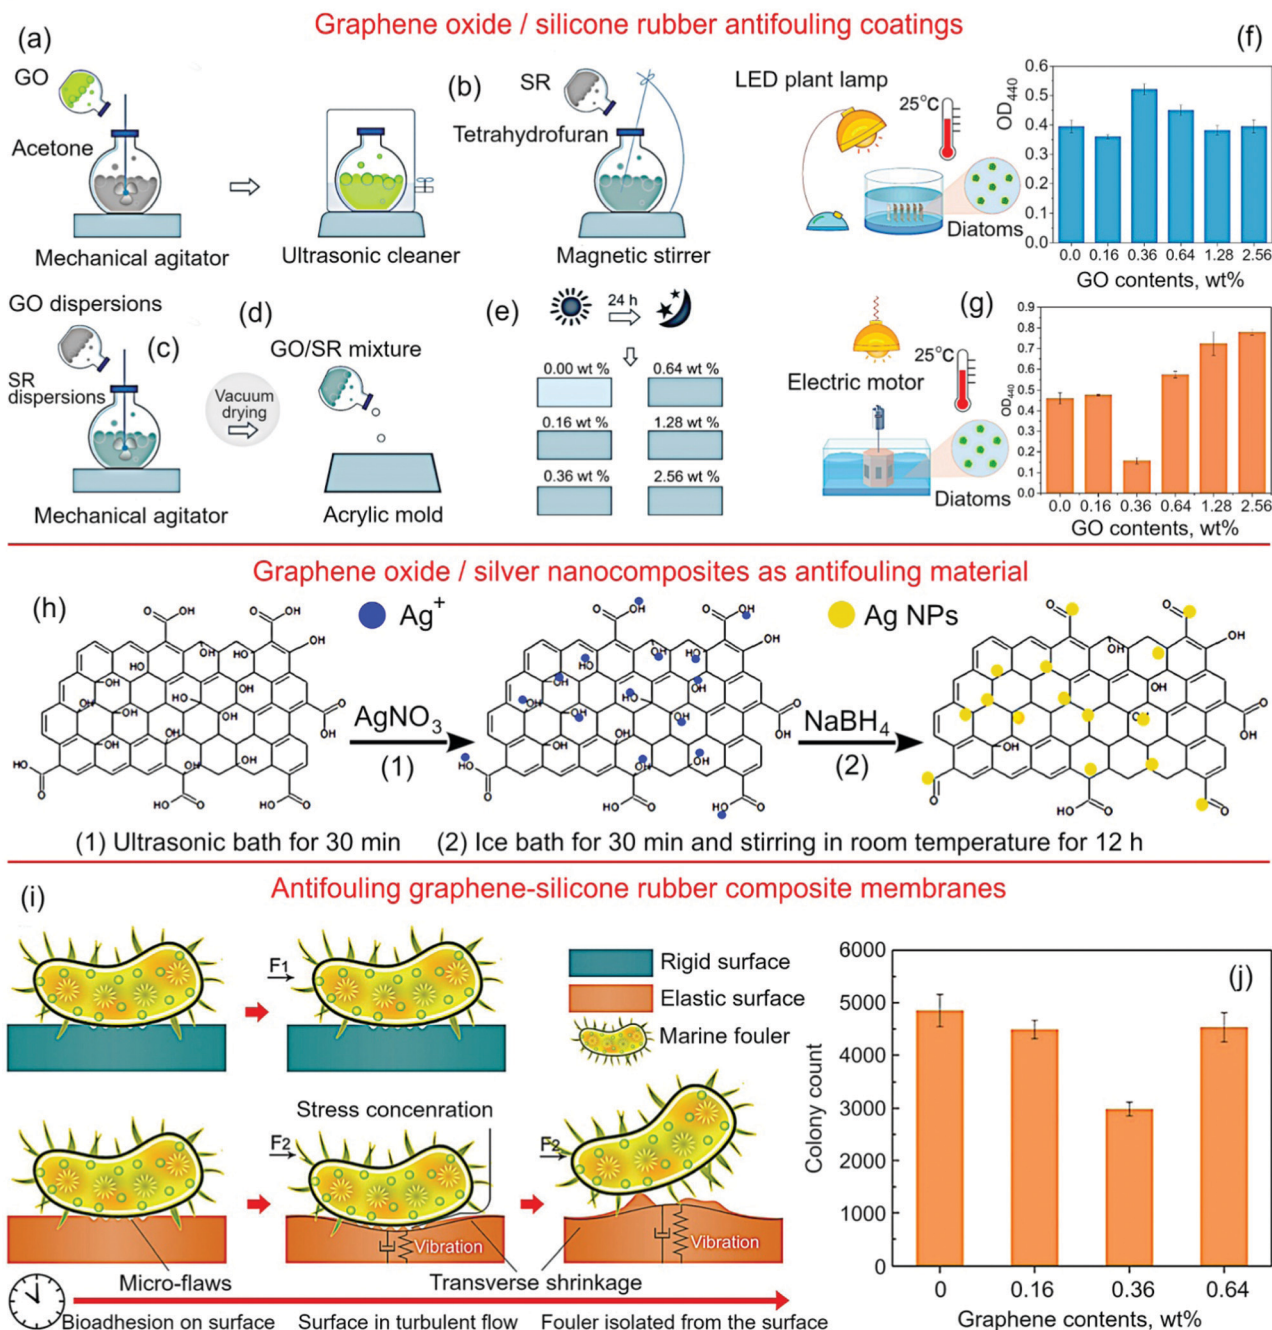 Graphene oxide / silicone rubber antifouling coatings
(a)
GO
Acetone
Mechanical agitator
Ultrasonic cleaner
(b)
SR
Tetrahydrofuran
Magnetic stirrer
LED plant lamp
25°C
Diatoms
(f)
OD440
0.6
0.5
0.4
0.3
0.2
0.1
0.0
0.0 0.16 0.36 0.64 1.28 2.56
GO contents, wt%
GO dispersions
(c)
SR
dispersions
Mechanical agitator
Vacuum
drying
(d)
GO/SR mixture
Acrylic mold
(e)
24 h
0.00 wt %
0.64 wt %
0.16 wt %
1.28 wt %
0.36 wt %
2.56 wt %
Electric motor
25°C
Diatoms
(g)
OD440
0.9
0.8
0.7
0.6
0.5
0.4
0.3
0.2
0.1
0.0
0.0 0.16 0.36 0.64 1.28 2.56
GO contents, wt%
Graphene oxide / silver nanocomposites as antifouling material
(h)
Ag+
Ag NPs
AgNO3
(1)
NaBH4
(2)
(1) Ultrasonic bath for 30 min
(2) Ice bath for 30 min and stirring in room temperature for 12 h
Antifouling graphene-silicone rubber composite membranes
(i)
F1
Rigid surface
Elastic surface
Marine fouler
Stress concenration
F2
F2
Vibration
Vibration
Micro-flaws
Transverse shrinkage
Bioadhesion on surface
Surface in turbulent flow
Fouler isolated from the surface
(j)
Colony count
6000
5000
4000
3000
2000
1000
0
0 0.16 0.36 0.64
Graphene contents, wt%